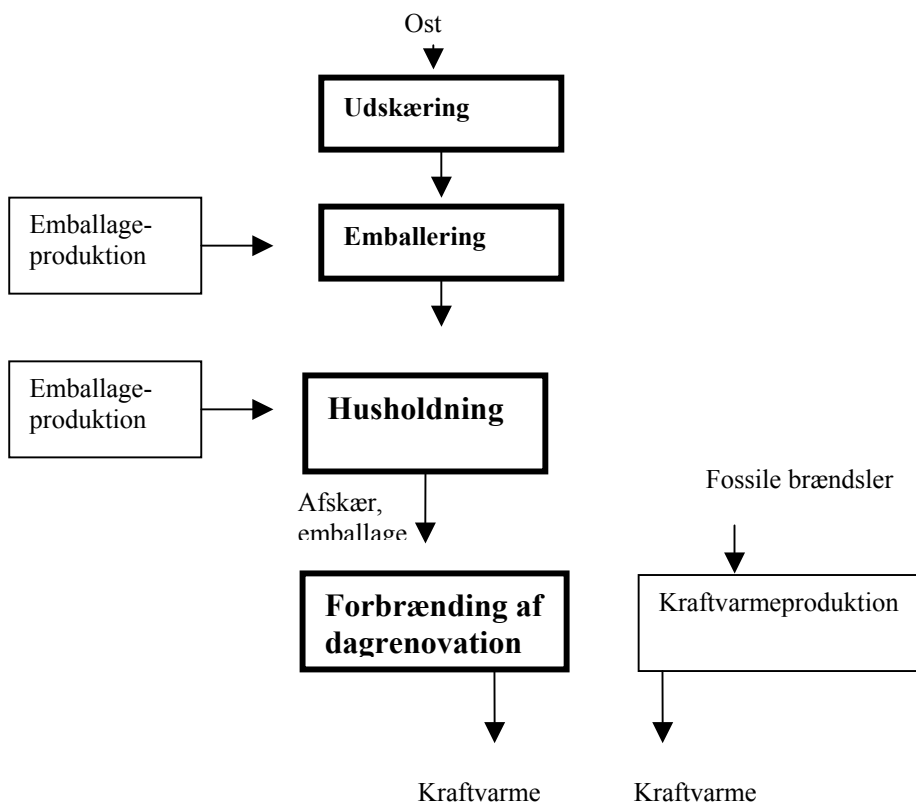 Ost
Udskæring
Emballage-
produktion
Emballering
Emballage-
produktion
Husholdning
Afskær,
emballage
Fossile brændsler
Forbrænding af
dagrenovation
Kraftvarmeproduktion
Kraftvarme
Kraftvarme